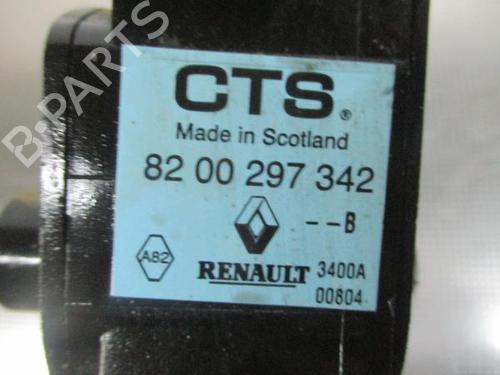 CTS®
Made in Scotland
82 00 297 342
--B
A82
RENAULT 3400A
00804
B-PARTS